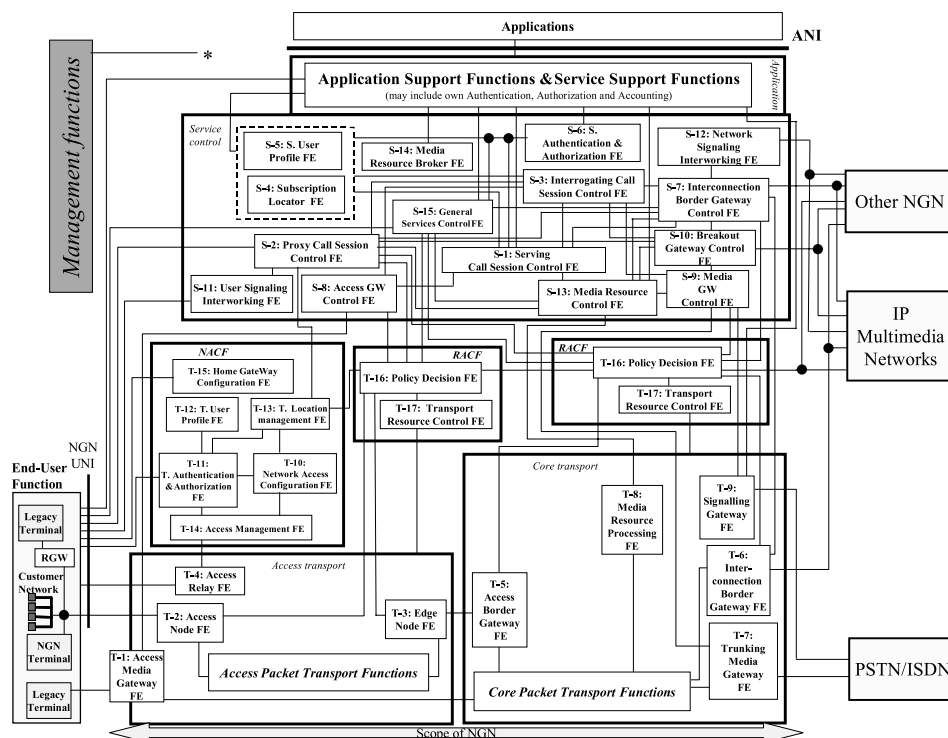 Applications
ANI
Management functions
*
Application Support Functions & Service Support Functions
(may include own Authentication, Authorization and Accounting)
Application
Service
control
S-5: S. User
Profile FE
S-4: Subscription
Locator FE
S-14: Media
Resource Broker FE
S-6: S.
Authentication &
Authorization FE
S-12: Network
Signaling
Interworking FE
S-3: Interrogating Call
Session Control FE
S-7: Interconnection
Border Gateway
Control FE
S-15: General
Services Control FE
S-10: Breakout
Gateway Control
FE
S-2: Proxy Call Session
Control FE
S-1: Serving
Call Session Control FE
S-11: User Signaling
Interworking FE
S-8: Access GW
Control FE
S-13: Media Resource
Control FE
S-9: Media
GW
Control FE
Other NGN
IP
Multimedia
Networks
PSTN/ISDN
NACF
T-15: Home GateWay
Configuration FE
T-12: T. User
Profile FE
T-13: T. Location
management FE
T-11:
T. Authentication
& Authorization
FE
T-10:
Network Access
Configuration FE
T-14: Access Management FE
RACF
T-16: Policy Decision FE
T-17: Transport
Resource Control FE
RACF
T-16: Policy Decision FE
T-17: Transport
Resource Control FE
NGN
UNI
End-User
Function
Legacy
Terminal
RGW
Customer
Network
NGN
Terminal
Legacy
Terminal
Access transport
T-4: Access
Relay FE
T-2: Access
Node FE
T-3: Edge
Node FE
T-1: Access
Media
Gateway
FE
Access Packet Transport Functions
Core transport
T-8:
Media
Resource
Processing
FE
T-9:
Signalling
Gateway
FE
T-5:
Access
Border
Gateway FE
T-6:
Inter-
connection
Border
Gateway FE
T-7:
Trunking
Media
Gateway
FE
Core Packet Transport Functions
Scope of NGN